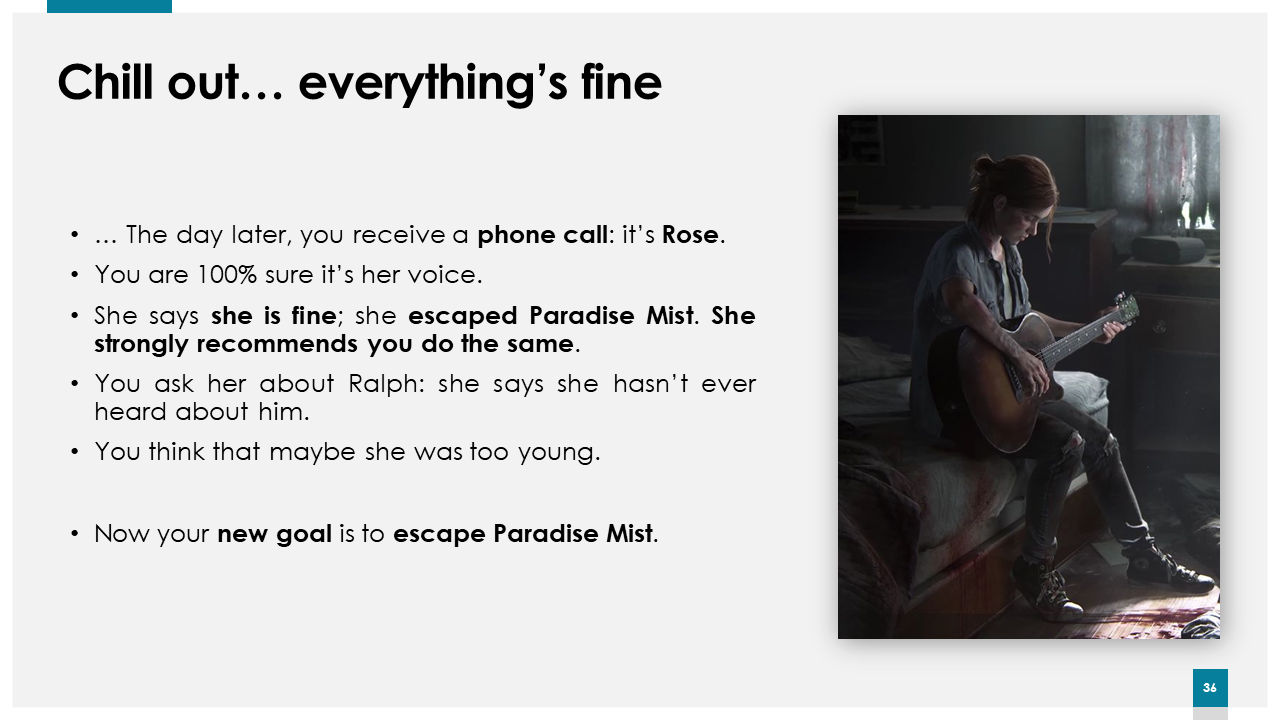 Chill out… everything’s fine
• … The day later, you receive a phone call: it’s Rose.
• You are 100% sure it’s her voice.
• She says she is fine; she escaped Paradise Mist. She
strongly recommends you do the same.
• You ask her about Ralph: she says she hasn’t ever
heard about him.
• You think that maybe she was too young.
• Now your new goal is to escape Paradise Mist.
36